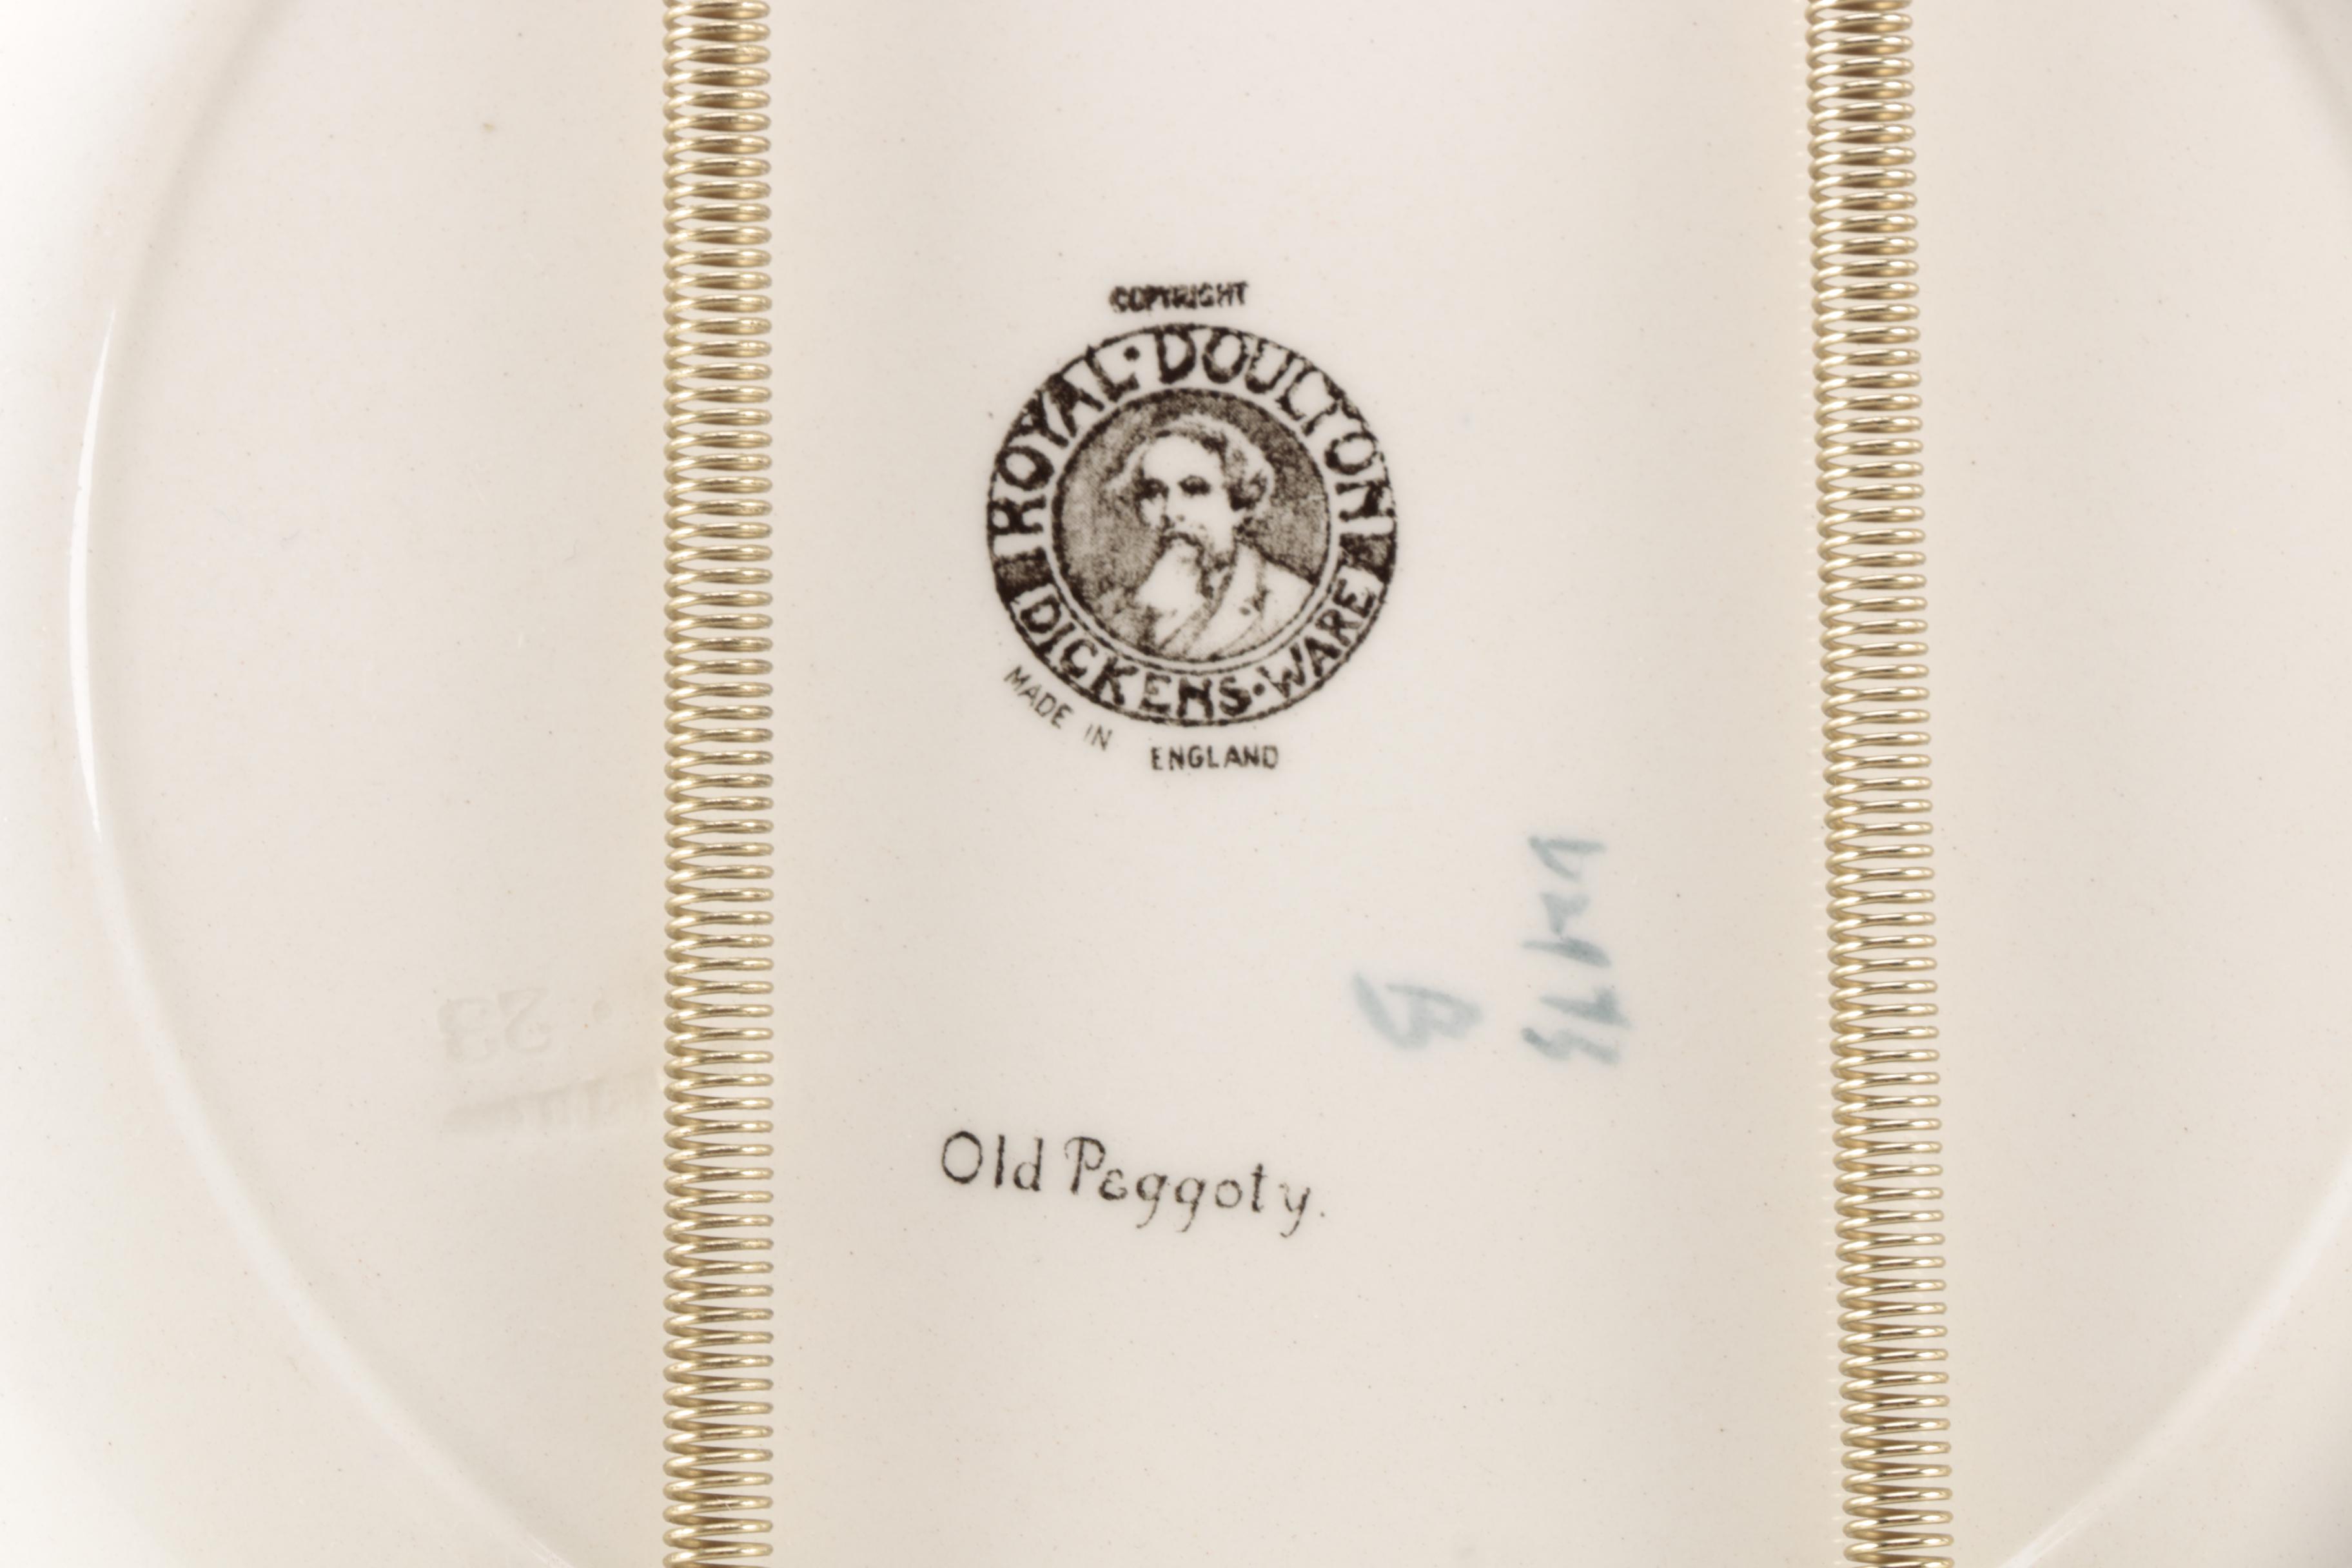 COPYRIGHT
ROYAL · DOULTON
DICKENS · WARE
MADE IN ENGLAND
Old Peggoty.